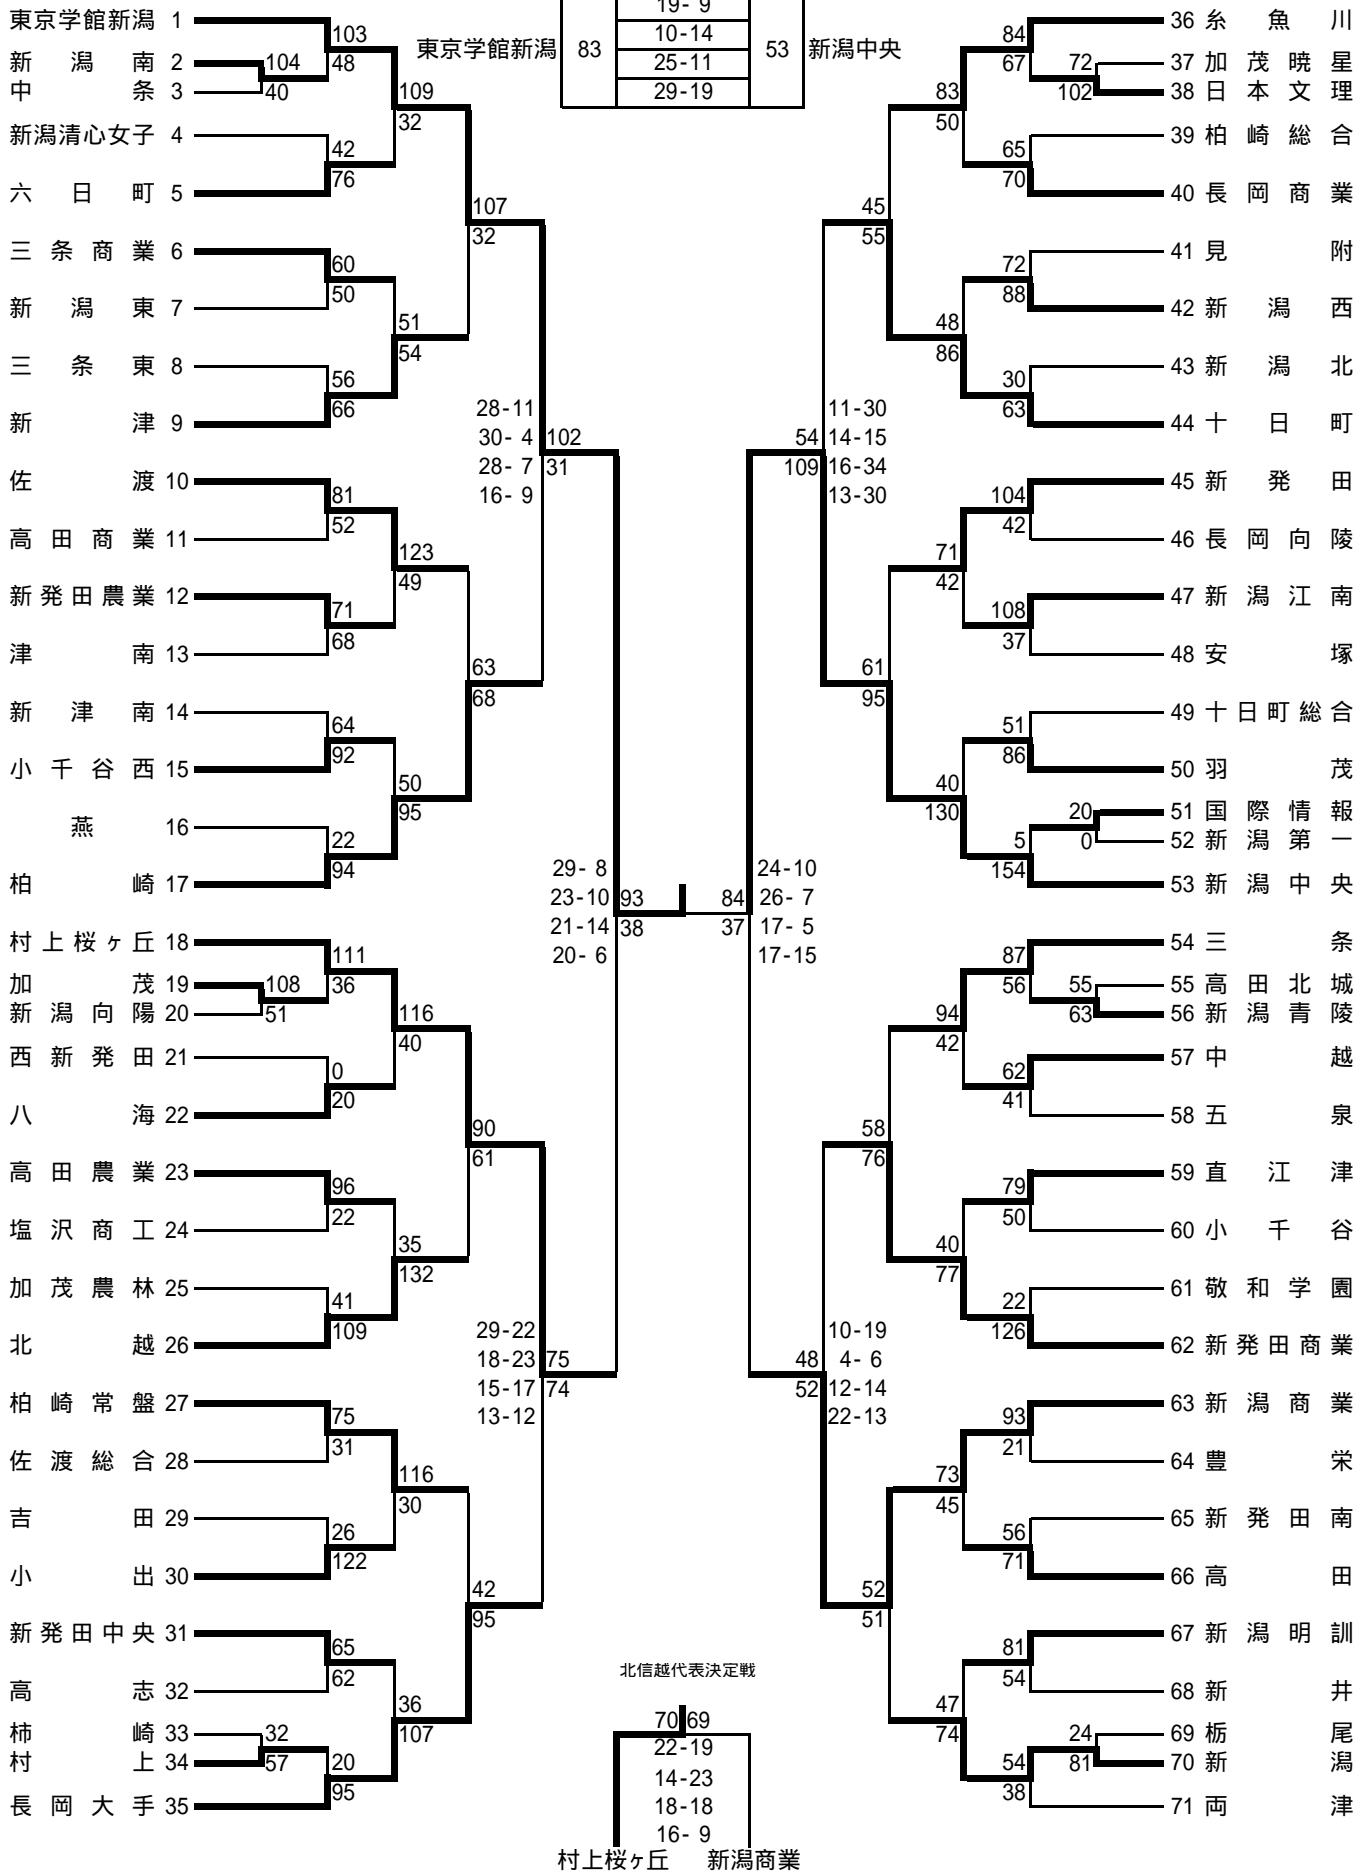 19- 9
東京学館新潟 83 10-14 53 新潟中央
25-11
29-19
東京学館新潟 1
新潟南 2
中条 3
新潟清心女子 4
六日町 5
三条商業 6
新潟東 7
三条東 8
新津 9
佐渡 10
高田商業 11
新発田農業 12
津南 13
新津南 14
小千谷西 15
燕 16
柏崎 17
村上桜ヶ丘 18
加茂 19
新潟向陽 20
西新発田 21
八海 22
高田農業 23
塩沢商工 24
加茂農林 25
北越 26
柏崎常盤 27
佐渡総合 28
吉田 29
小出 30
新発田中央 31
高志 32
柿崎 33
村上 34
長岡大手 35
104
40
108
51
32
57
103
48
42
76
60
50
56
66
81
52
71
68
64
92
22
94
111
36
0
20
96
22
41
109
75
31
26
122
65
62
20
95
109
32
51
54
123
49
50
95
116
40
35
132
116
30
36
107
107
32
63
68
90
61
42
95
28-11
30- 4
28- 7
16- 9
102
31
29-22
18-23
15-17
13-12
75
74
29- 8
23-10
21-14
20- 6
93
38
84
37
24-10
26- 7
17- 5
17-15
54
109
11-30
14-15
16-34
13-30
48
52
10-19
4- 6
12-14
22-13
45
55
61
95
58
76
52
51
83
50
48
86
71
42
40
130
94
42
40
77
73
45
47
74
84
67
65
70
72
88
30
63
104
42
108
37
51
86
5
154
87
56
62
41
79
50
22
126
93
21
56
71
81
54
54
38
72
102
20
0
55
63
24
81
36 糸魚川
37 加茂暁星
38 日本文理
39 柏崎総合
40 長岡商業
41 見附
42 新潟西
43 新潟北
44 十日町
45 新発田
46 長岡向陵
47 新潟江南
48 安塚
49 十日町総合
50 羽茂
51 国際情報
52 新潟第一
53 新潟中央
54 三条
55 高田北城
56 新潟青陵
57 中越
58 五泉
59 直江津
60 小千谷
61 敬和学園
62 新発田商業
63 新潟商業
64 豊栄
65 新発田南
66 高田
67 新潟明訓
68 新井
69 栃尾
70 新潟
71 両津
北信越代表決定戦
70 69
22-19
14-23
18-18
16- 9
村上桜ヶ丘 新潟商業